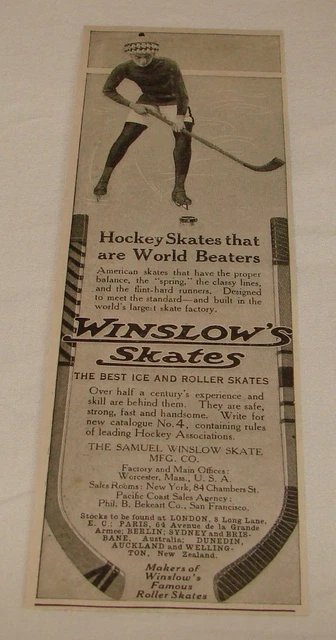 Hockey Skates that
are World Beaters
American skates that have the proper
balance, the "spring," the classy lines,
and the flint-hard runners. Designed
to meet the standard—and built in the
world's largest skate factory.
WINSLOW'S
Skates
THE BEST ICE AND ROLLER SKATES
Over half a century's experience and
skill are behind them. They are safe,
strong, fast and handsome. Write for
new catalogue No. 4, containing rules
of leading Hockey Associations.
THE SAMUEL WINSLOW SKATE
MFG. CO.
Factory and Main Offices:
Worcester, Mass., U. S. A.
Sales Rooms: New York, 84 Chambers St.
Pacific Coast Sales Agency:
Phil. B. Bekeart Co., San Francisco.
Stocks to be found at LONDON, 8 Long Lane,
E. C.; PARIS, 64 Avenue de la Grande
Armee; BERLIN; SYDNEY and BRIS-
BANE, Australia; DUNEDIN,
AUCKLAND and WELLING-
TON, New Zealand.
Makers of
Winslow's
Famous
Roller Skates